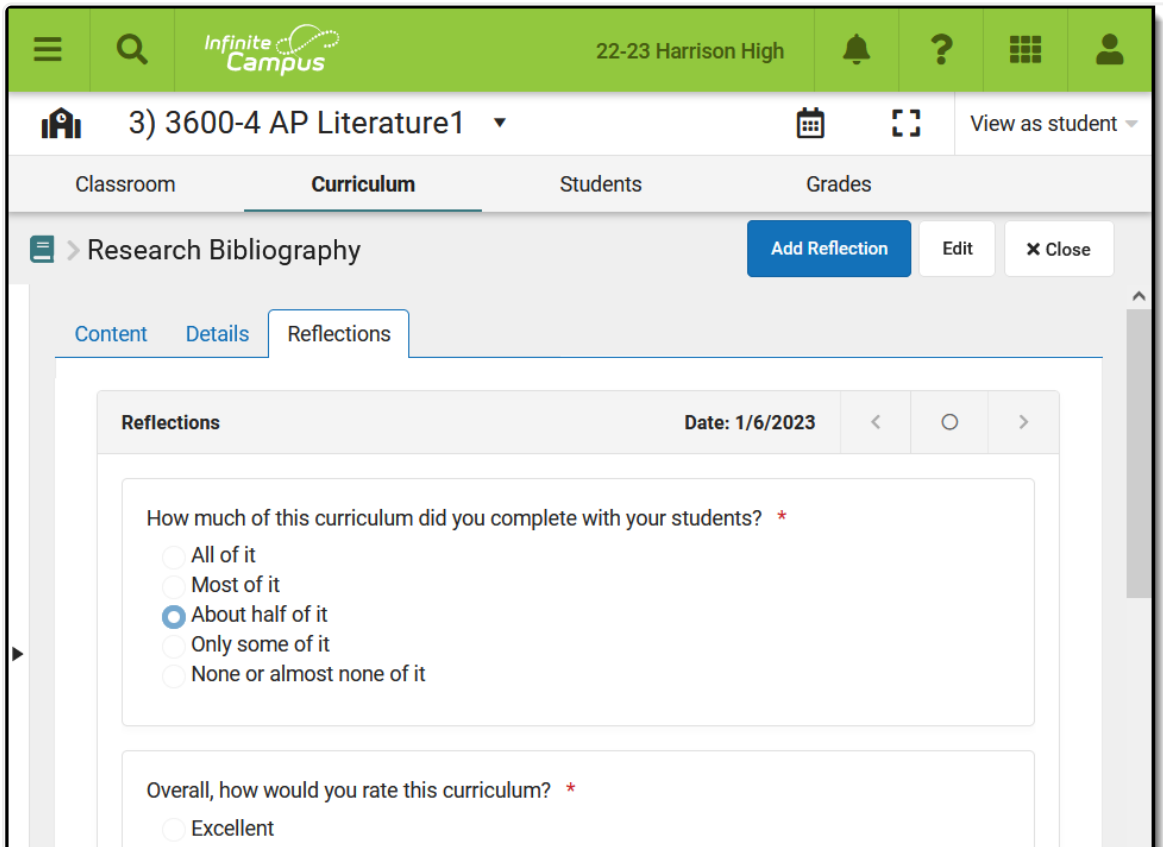 Infinite
Campus
22-23 Harrison High
?
3) 3600-4 AP Literature1
View as student
Classroom
Curriculum
Students
Grades
Research Bibliography
Add Reflection
Edit
Close
Content
Details
Reflections
Reflections
Date: 1/6/2023
How much of this curriculum did you complete with your students? *
All of it
Most of it
About half of it
Only some of it
None or almost none of it
Overall, how would you rate this curriculum? *
Excellent